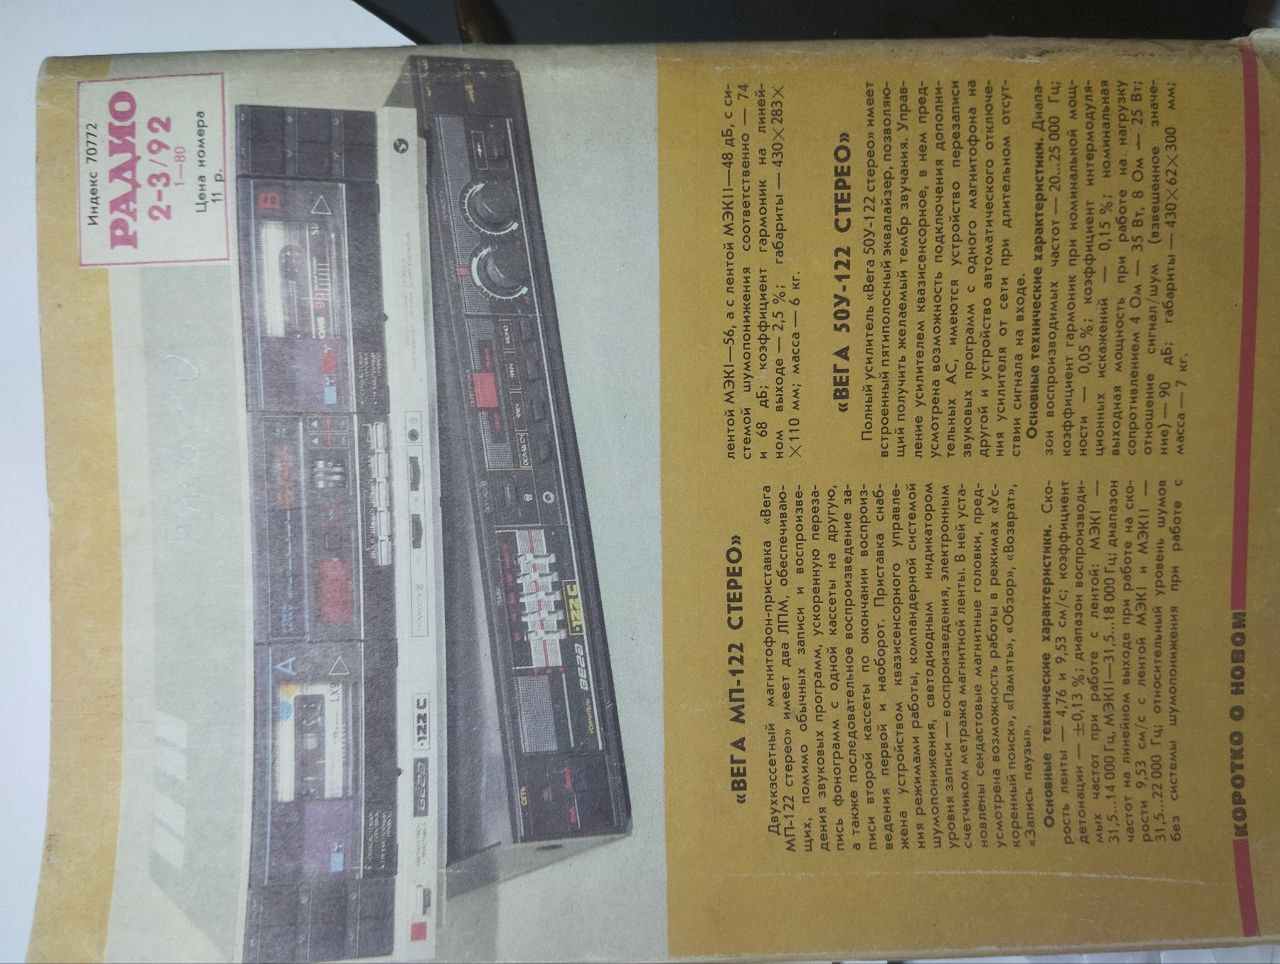 Индекс 70772
РАДИО
2-3/92
1—80
Цена номера
11 р.
B
A
СЕТЬ
МОНО
Вега 122С
Вега 122С
«ВЕГА МП-122 СТЕРЕО»
Двухкассетный магнитофон-приставка «Вега
МП-122 стерео» имеет два ЛПМ, обеспечиваю-
щих, помимо обычных записи и воспроизве-
дения звуковых программ, ускоренную переза-
пись фонограмм с одной кассеты на другую,
а также последовательное воспроизведение за-
писи второй кассеты по окончании воспроиз-
ведения первой и наоборот. Приставка снаб-
жена устройством квазисенсорного управле-
ния режимами работы, компандерной системой
шумопонижения, светодиодным индикатором
уровня записи — воспроизведения, электронным
счетчиком метража магнитной ленты. В ней уста-
новлены сендастовые магнитные головки, пред-
усмотрена возможность работы в режимах «Ус-
коренный поиск», «Память», «Обзор», «Возврат»,
«Запись паузы».
Основные технические характеристики. Ско-
рость ленты — 4,76 и 9,53 см/с; коэффициент
детонации — ±0,13 %; диапазон воспроизводи-
мых частот при работе с лентой: МЭКI —
31,5...14 000 Гц, МЭКII—31,5...18 000 Гц; диапазон
частот на линейном выходе при работе на ско-
рости 9,53 см/с с лентой МЭКI и МЭКII —
31,5...22 000 Гц; относительный уровень шумов
без системы шумопонижения при работе с
лентой МЭКI—56, а с лентой МЭКII—48 дБ, с си-
стемой шумопонижения соответственно — 74
и 68 дБ; коэффициент гармоник на линей-
ном выходе — 2,5 %; габариты — 430×283×
×110 мм; масса — 6 кг.
«ВЕГА 50У-122 СТЕРЕО»
Полный усилитель «Вега 50У-122 стерео» имеет
встроенный пятиполосный эквалайзер, позволяю-
щий получить желаемый тембр звучания. Управ-
ление усилителем квазисенсорное, в нем пред-
усмотрена возможность подключения дополни-
тельных АС, имеются устройство перезаписи
звуковых программ с одного магнитофона на
другой и устройство автоматического отключе-
ния усилителя от сети при длительном отсут-
ствии сигнала на входе.
Основные технические характеристики. Диапа-
зон воспроизводимых частот — 20...25 000 Гц;
коэффициент гармоник при номинальной мощ-
ности — 0,05 %; коэффициент интермодуля-
ционных искажений — 0,15 %; номинальная
выходная мощность при работе на нагрузку
сопротивлением 4 Ом — 35 Вт, 8 Ом — 25 Вт;
отношение сигнал/шум (взвешенное значе-
ние) — 90 дБ; габариты — 430×62×300 мм;
масса — 7 кг.
КОРОТКО О НОВОМ